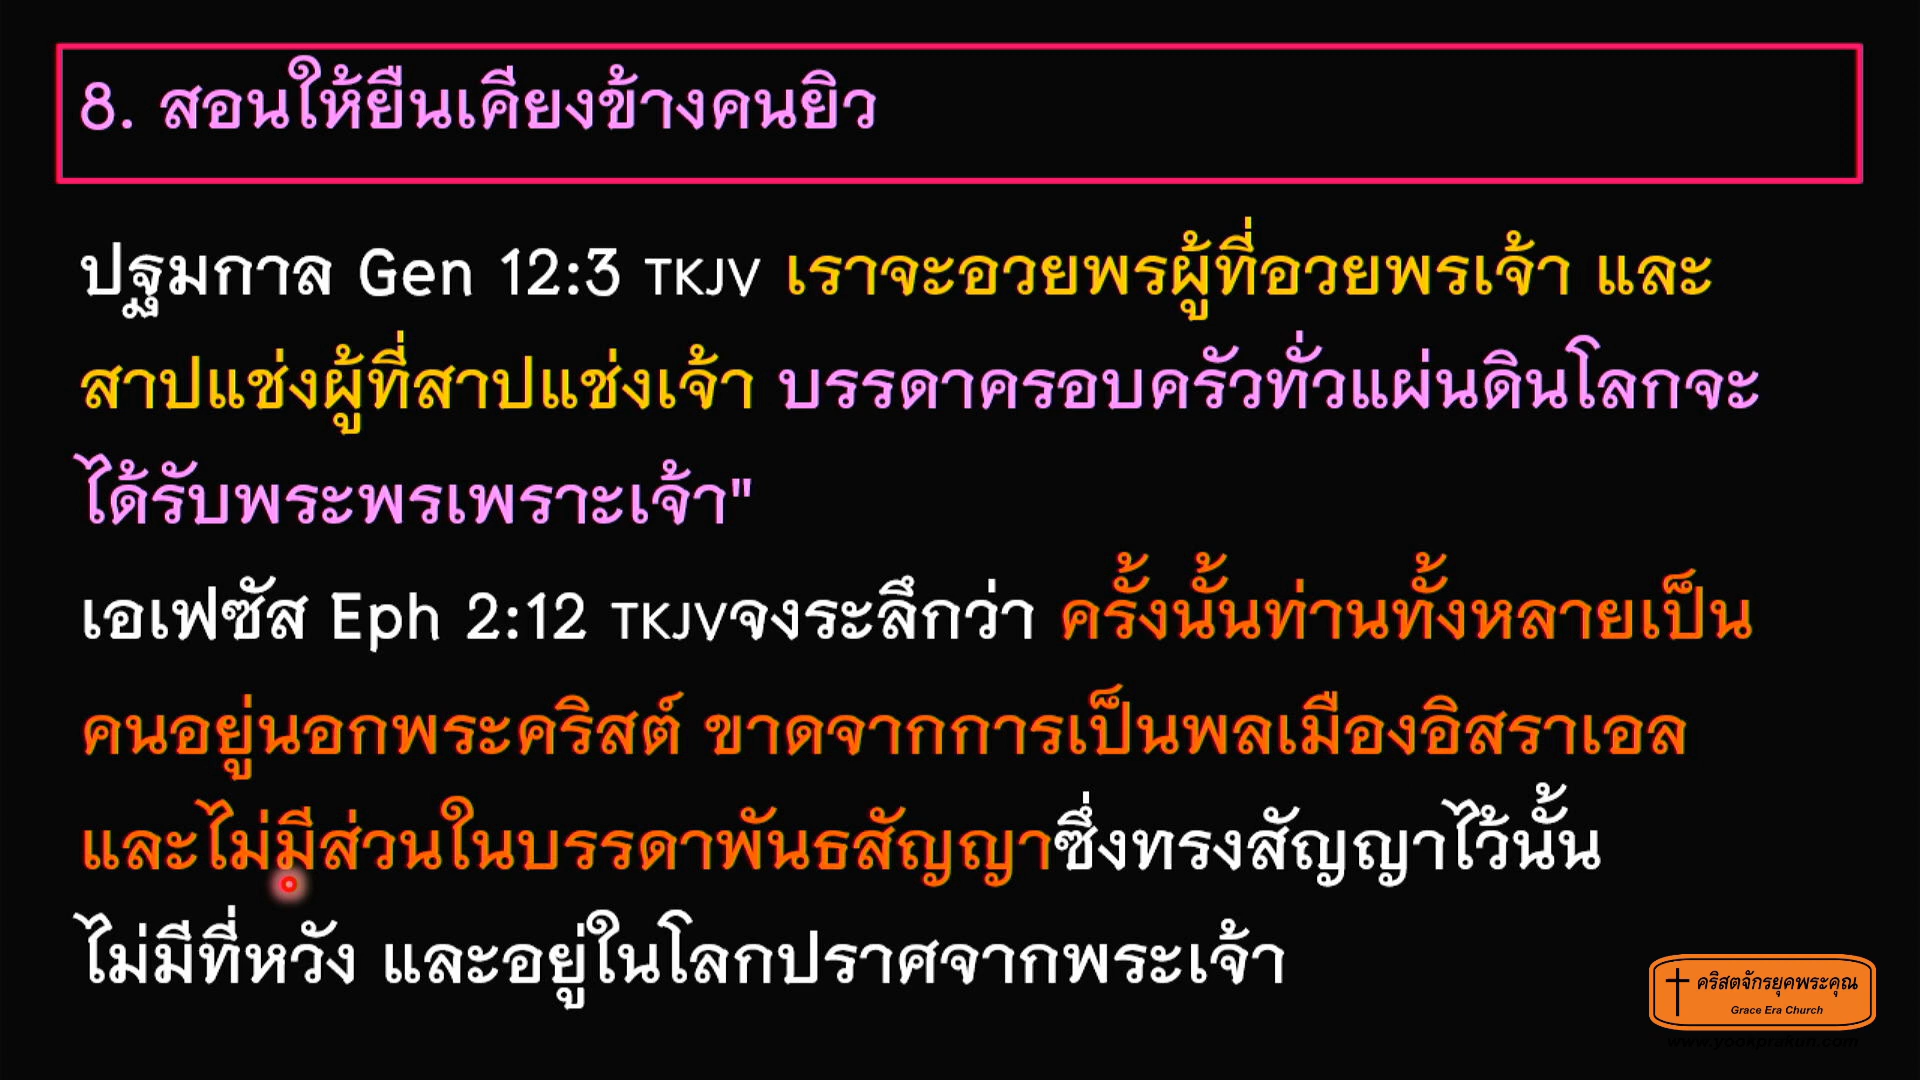 8. สอนให้ยืนเคียงข้างคนยิว
ปฐมกาล Gen 12:3 TKJV เราจะอวยพรผู้ที่อวยพรเจ้า และ
สาปแช่งผู้ที่สาปแช่งเจ้า บรรดาครอบครัวทั่วแผ่นดินโลกจะ
ได้รับพระพรเพราะเจ้า"
เอเฟซัส Eph 2:12 TKJVจงระลึกว่า ครั้งนั้นท่านทั้งหลายเป็น
คนอยู่นอกพระคริสต์ ขาดจากการเป็นพลเมืองอิสราเอล
และไม่มีส่วนในบรรดาพันธสัญญาซึ่งทรงสัญญาไว้นั้น
ไม่มีที่หวัง และอยู่ในโลกปราศจากพระเจ้า
คริสตจักรยุคพระคุณ
Grace Era Church
www.yookprakun.com